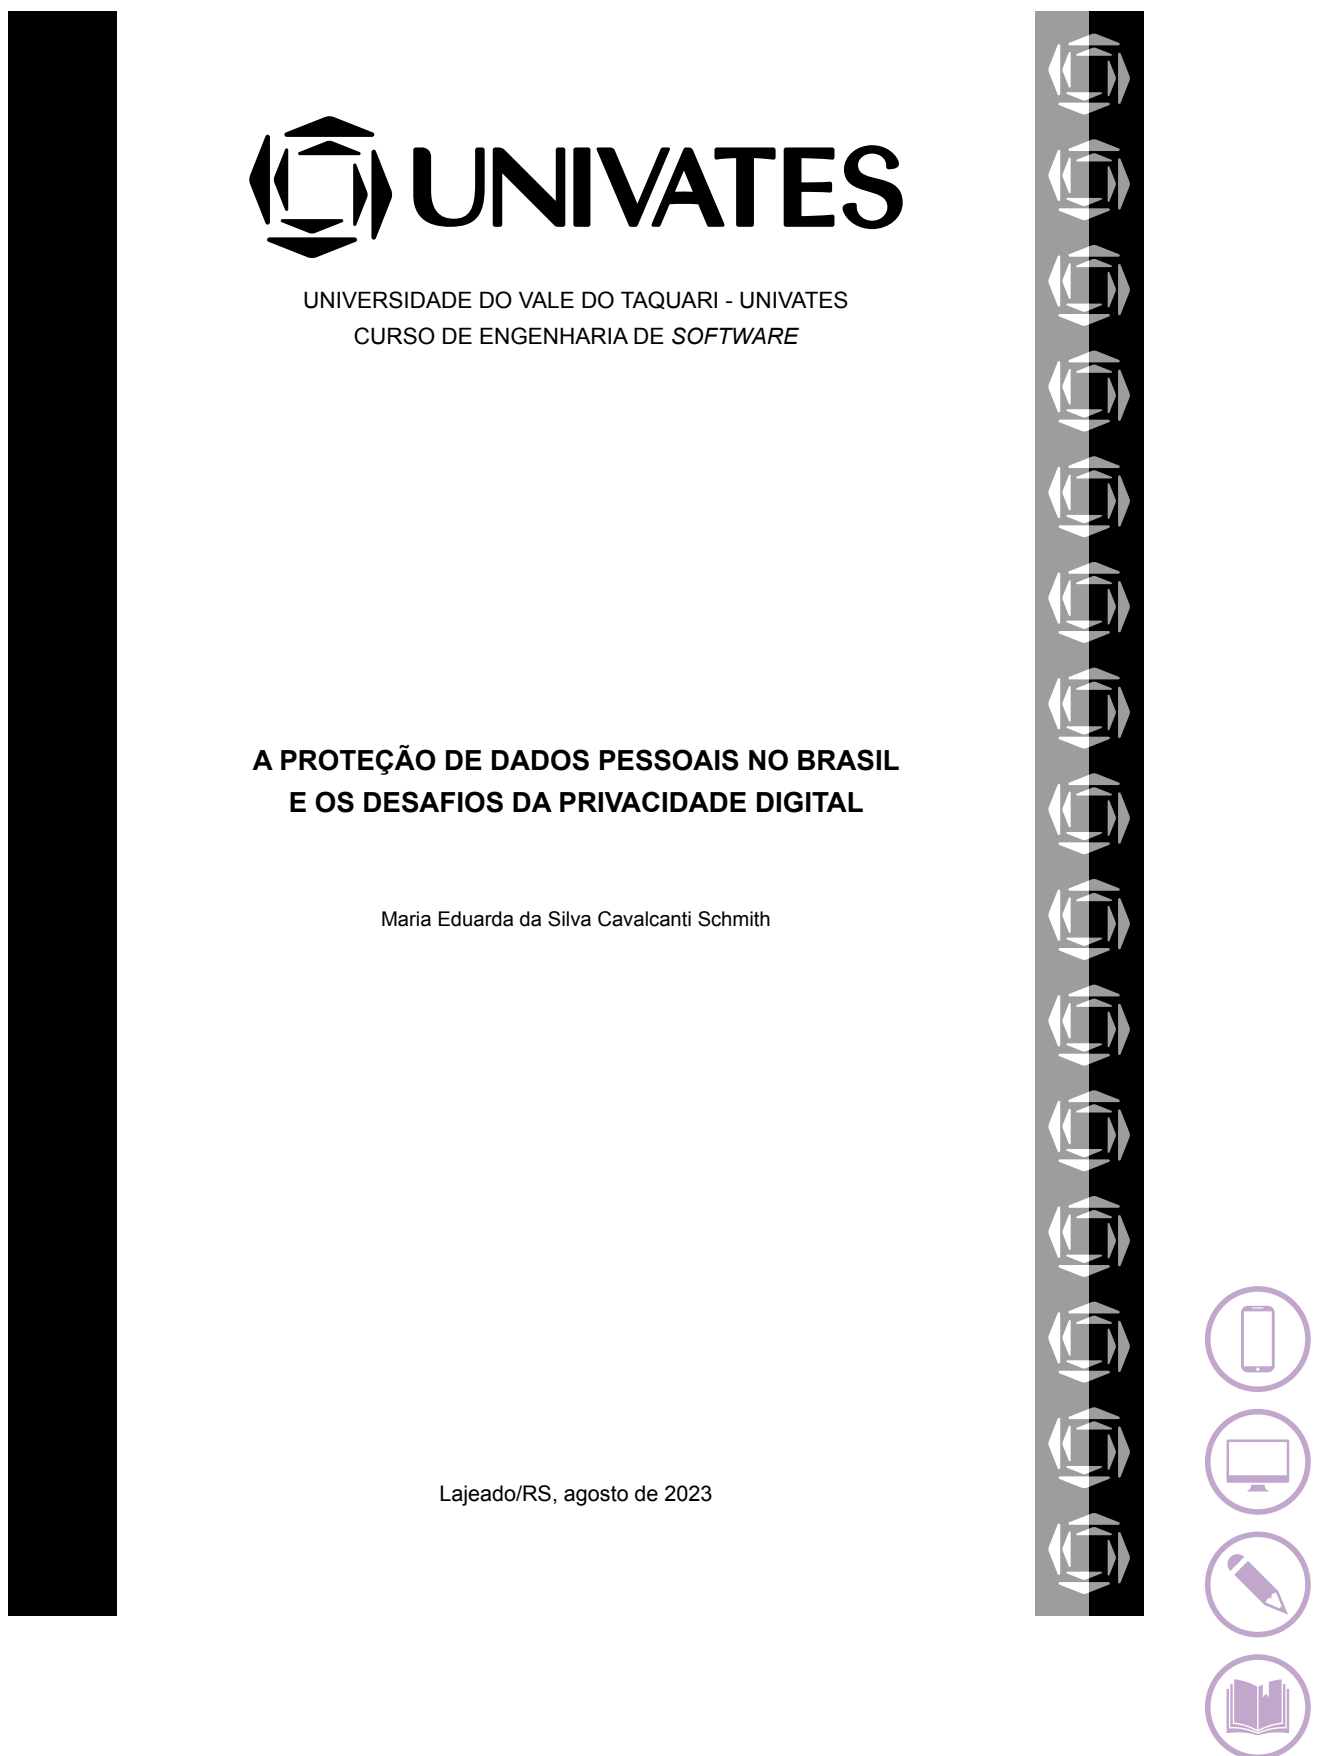 UNIVATES
UNIVERSIDADE DO VALE DO TAQUARI - UNIVATES
CURSO DE ENGENHARIA DE SOFTWARE
A PROTEÇÃO DE DADOS PESSOAIS NO BRASIL
E OS DESAFIOS DA PRIVACIDADE DIGITAL
Maria Eduarda da Silva Cavalcanti Schmith
Lajeado/RS, agosto de 2023